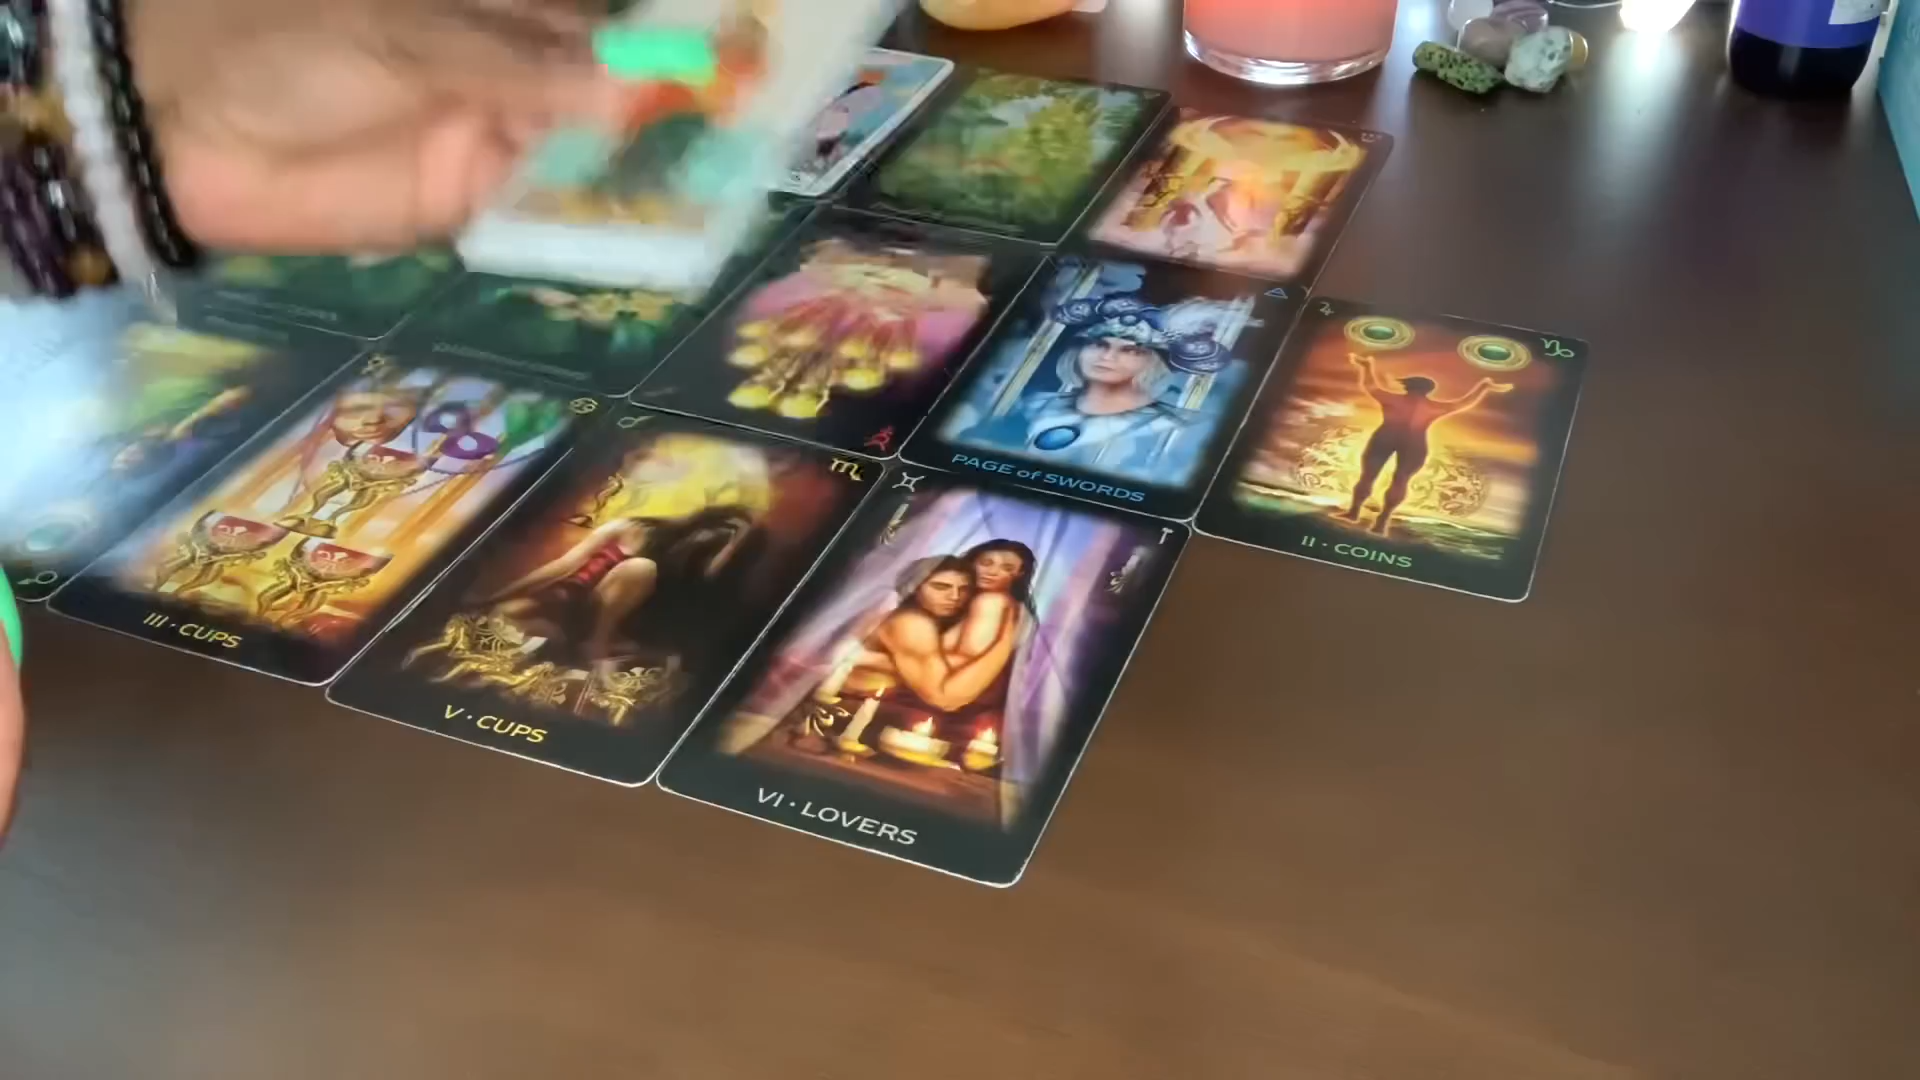 PAGE of SWORDS
II · COINS
III · CUPS
V · CUPS
VI · LOVERS